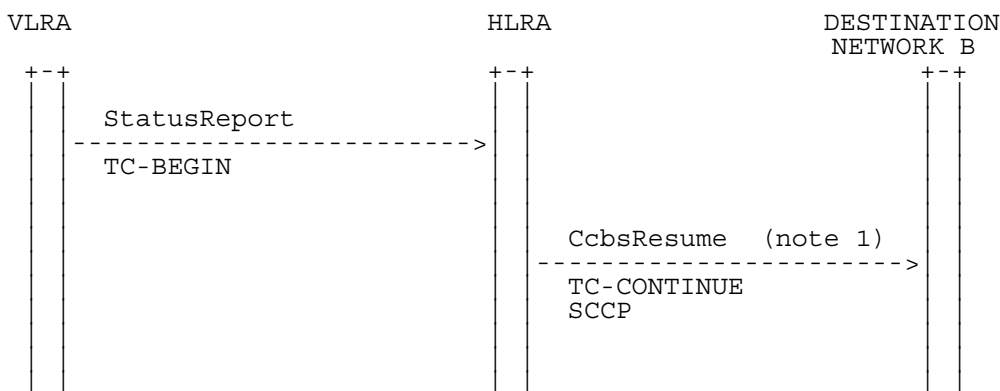 VLRA HLRA DESTINATION
NETWORK B
StatusReport
TC-BEGIN
CcbsResume (note 1)
TC-CONTINUE
SCCP